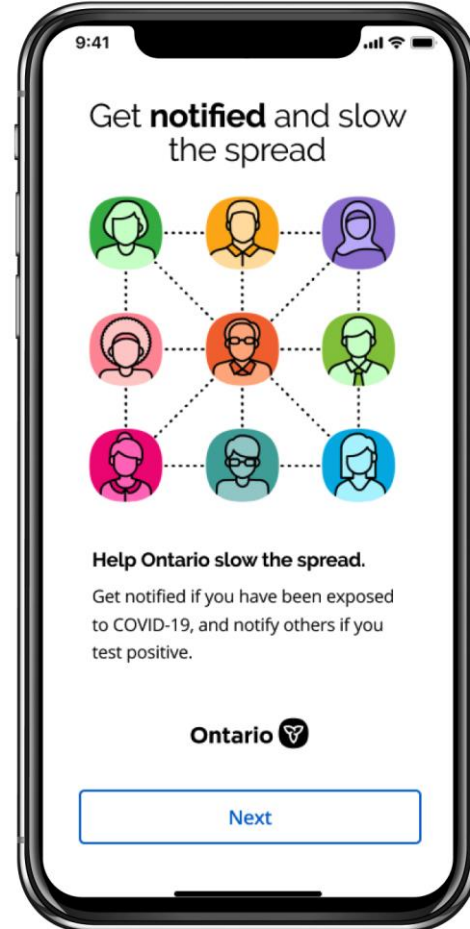 9:41
Get notified and slow
the spread
Help Ontario slow the spread.
Get notified if you have been exposed
to COVID-19, and notify others if you
test positive.
Ontario
Next